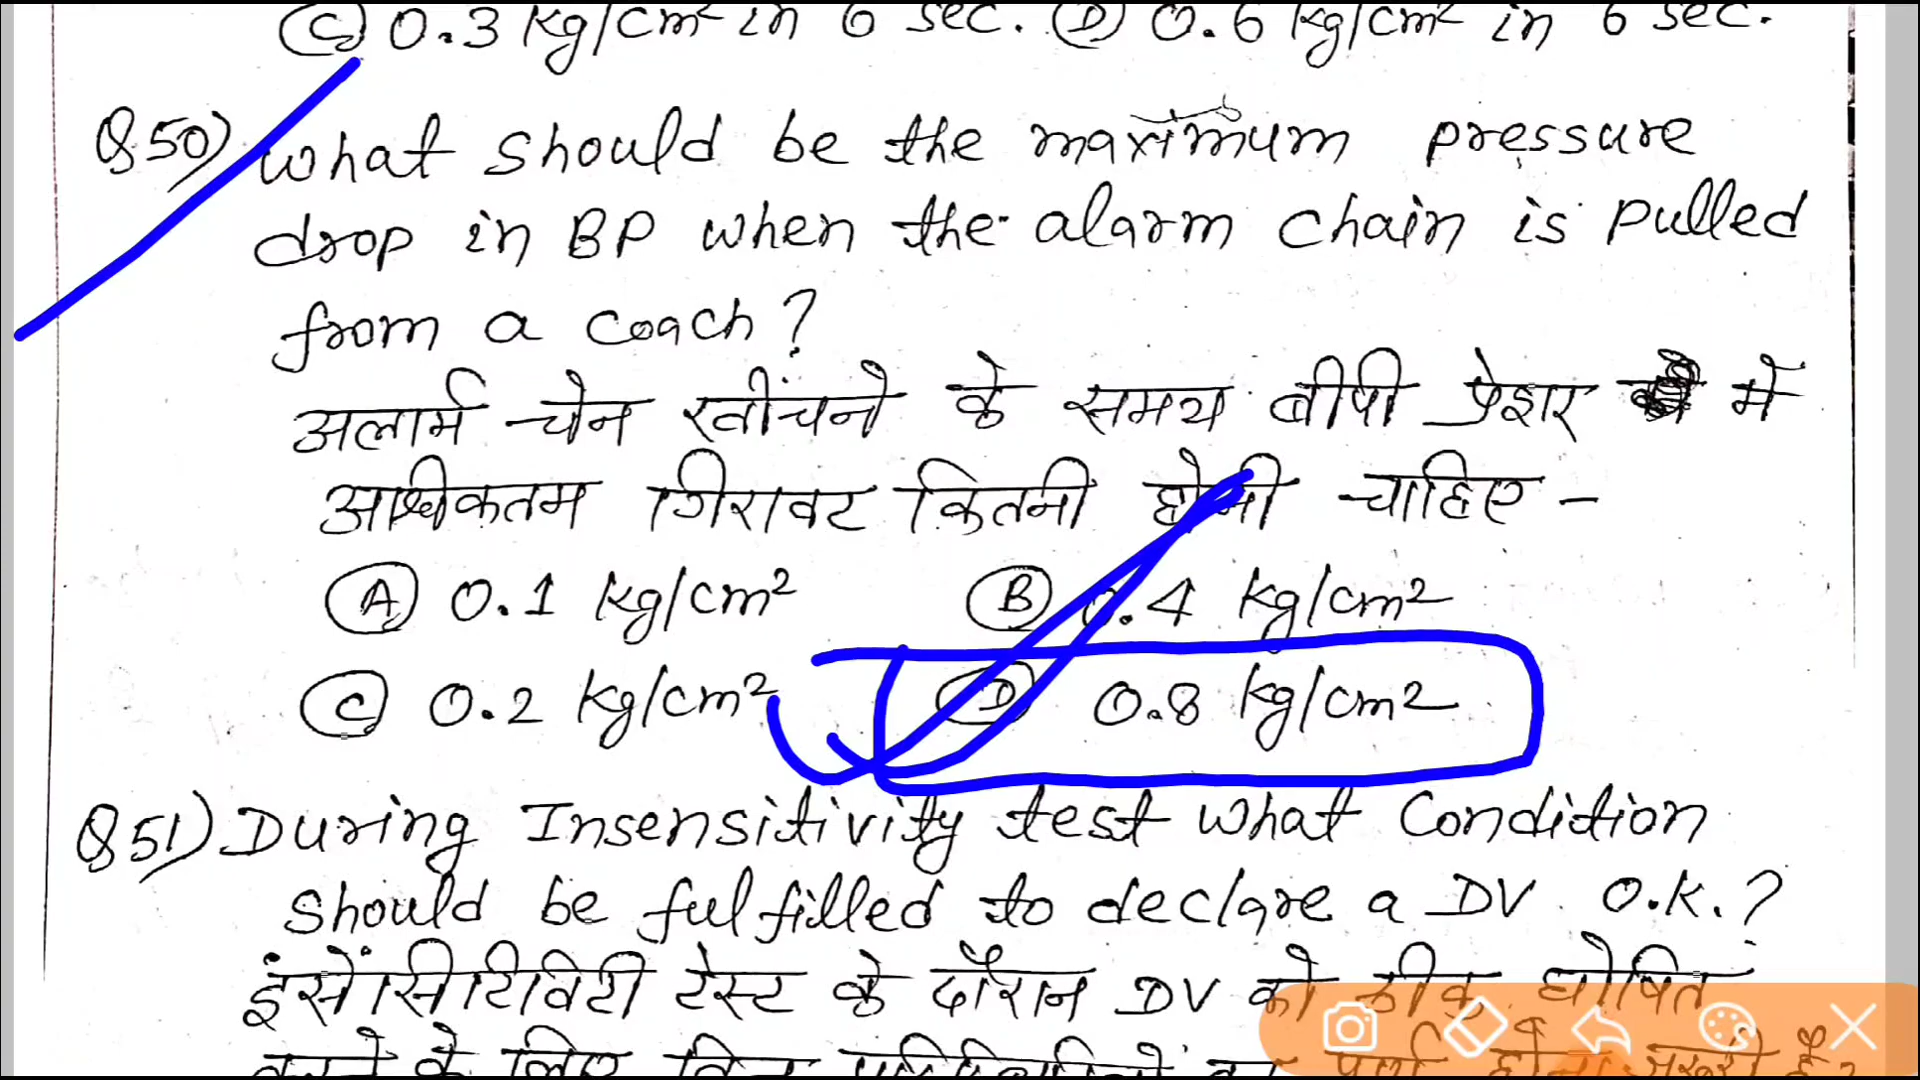 (C) 0.3 kg/cm² in 6 sec. (D) 0.6 kg/cm² in 6 sec.
Q50) What should be the maximum pressure
drop in BP when the alarm chain is pulled
from a coach?
अलार्म चेन खींचने के समय बीपी प्रेशर में
अधिकतम गिरावट कितनी होनी चाहिए -
(A) 0.1 kg/cm² (B) 0.4 kg/cm²
(C) 0.2 kg/cm² (D) 0.8 kg/cm²
Q51) During Insensitivity test what Condition
should be fulfilled to declare a DV O.K.?
इंसेंसीटिविटी टेस्ट के दौरान DV को ठीक घोषित
करने के लिए किन परिस्थितियों का पूर्ण होना जरूरी है?